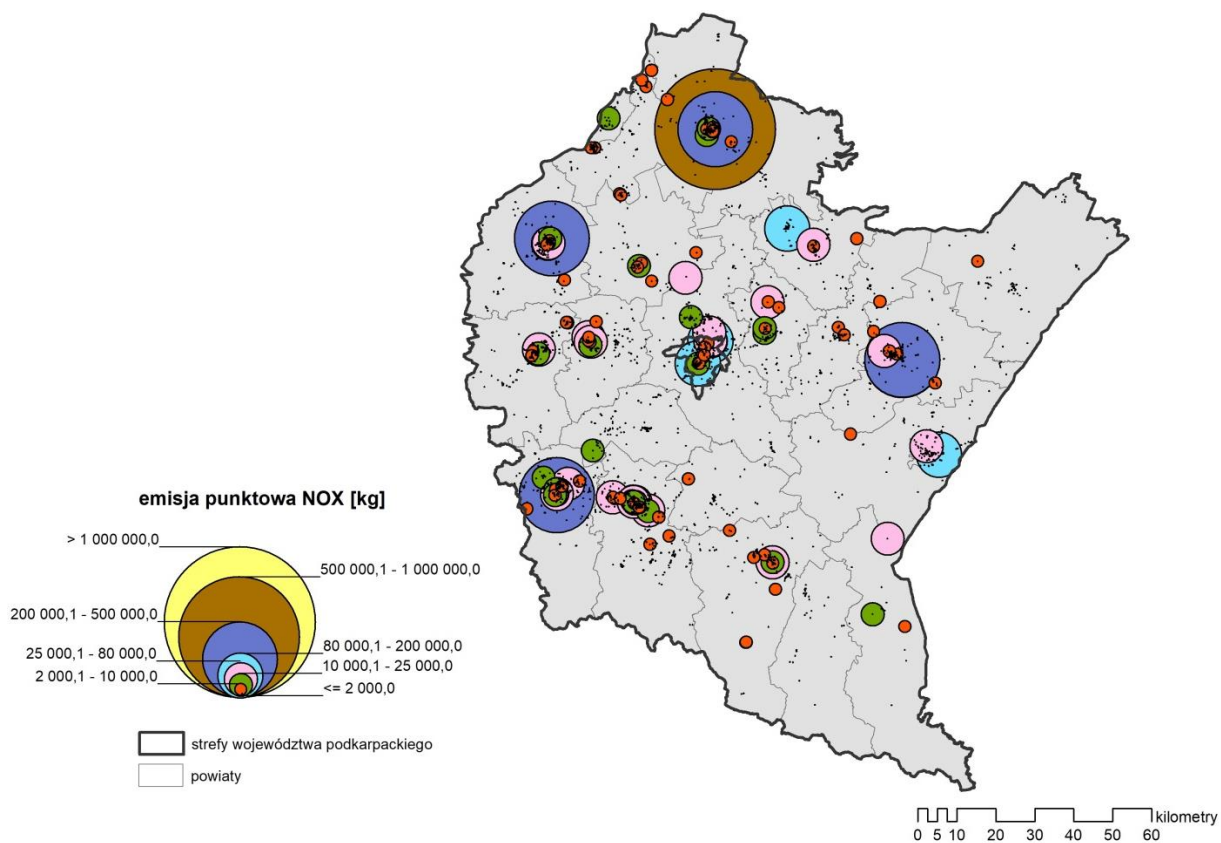 emisja punktowa NOX [kg]
> 1 000 000,0
500 000,1 - 1 000 000,0
200 000,1 - 500 000,0
80 000,1 - 200 000,0
25 000,1 - 80 000,0
10 000,1 - 25 000,0
2 000,1 - 10 000,0
<= 2 000,0
strefy województwa podkarpackiego
powiaty
kilometry
0 5 10 20 30 40 50 60